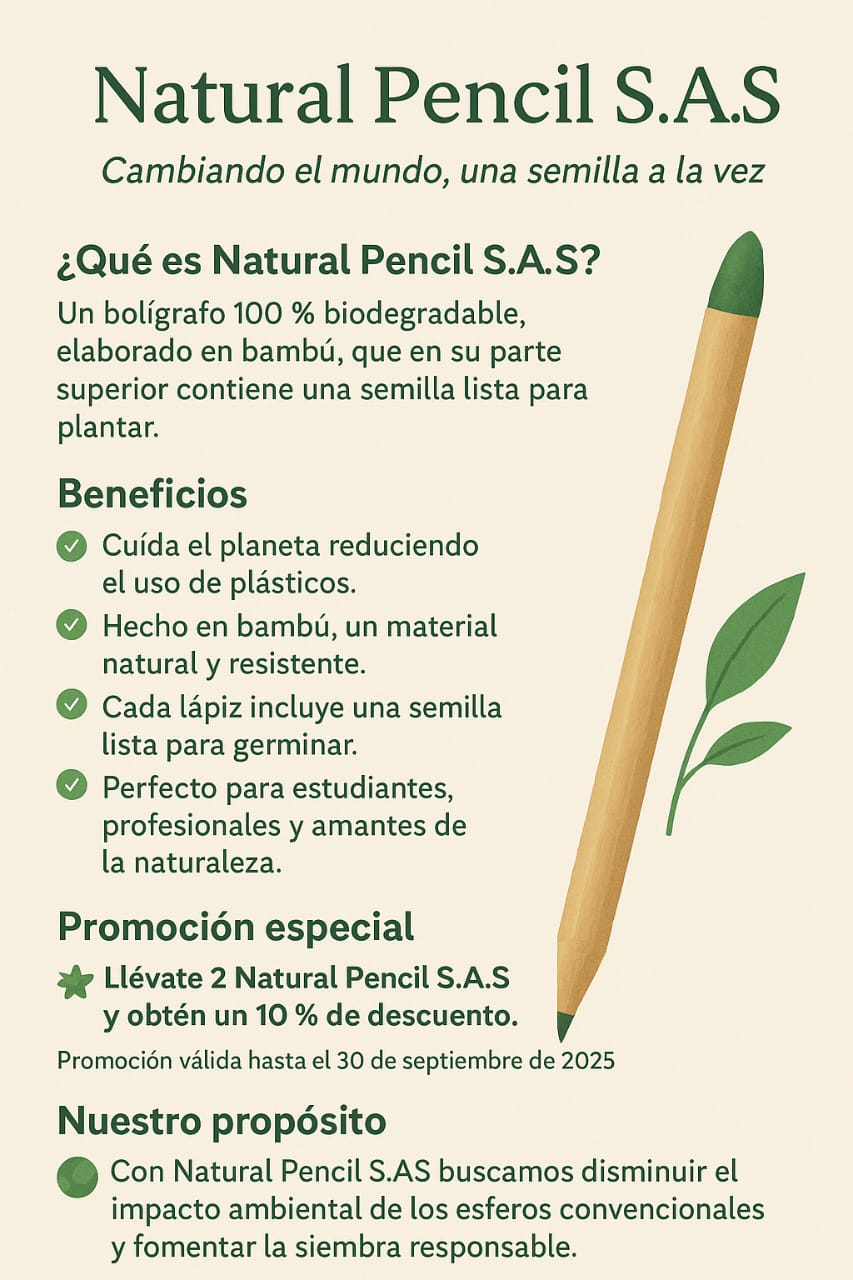 Natural Pencil S.A.S
Cambiando el mundo, una semilla a la vez
¿Qué es Natural Pencil S.A.S?
Un bolígrafo 100 % biodegradable,
elaborado en bambú, que en su parte
superior contiene una semilla lista para
plantar.
Beneficios
Cuída el planeta reduciendo
el uso de plásticos.
Hecho en bambú, un material
natural y resistente.
Cada lápiz incluye una semilla
lista para germinar.
Perfecto para estudiantes,
profesionales y amantes de
la naturaleza.
Promoción especial
Llévate 2 Natural Pencil S.A.S
y obtén un 10 % de descuento.
Promoción válida hasta el 30 de septiembre de 2025
Nuestro propósito
Con Natural Pencil S.AS buscamos disminuir el
impacto ambiental de los esferos convencionales
y fomentar la siembra responsable.